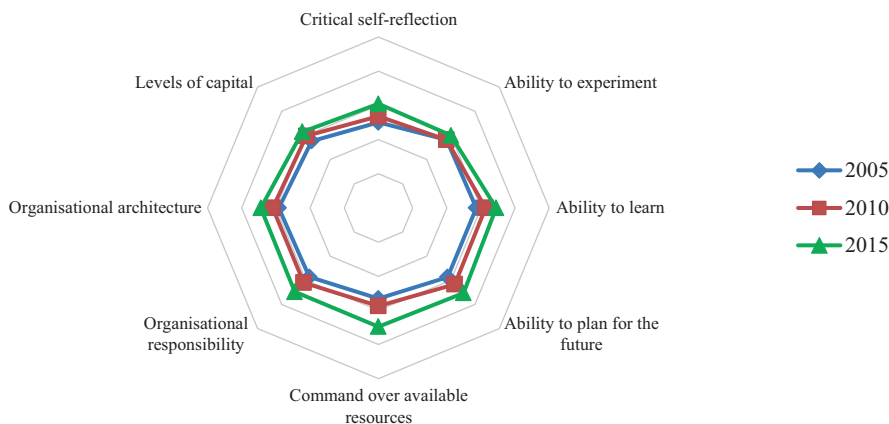 Critical self-reflection
Levels of capital
Ability to experiment
Organisational architecture
Ability to learn
Organisational
responsibility
Ability to plan for the
future
Command over available
resources
2005
2010
2015